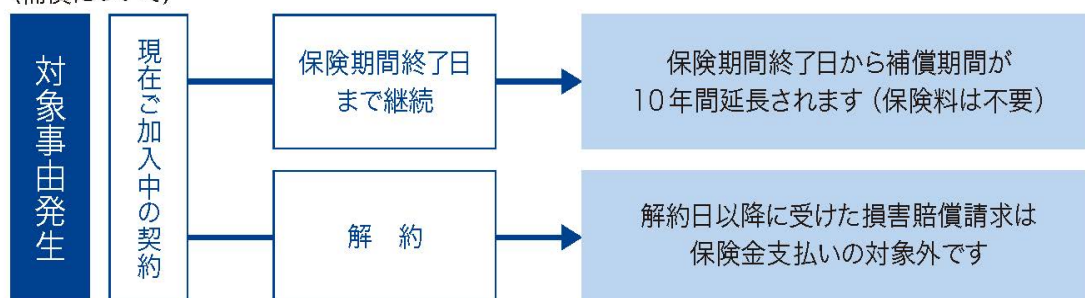 対象事由発生
現在ご加入中の契約
保険期間終了日
まで継続
保険期間終了日から補償期間が
10年間延長されます(保険料は不要)
解 約
解約日以降に受けた損害賠償請求は
保険金支払いの対象外です